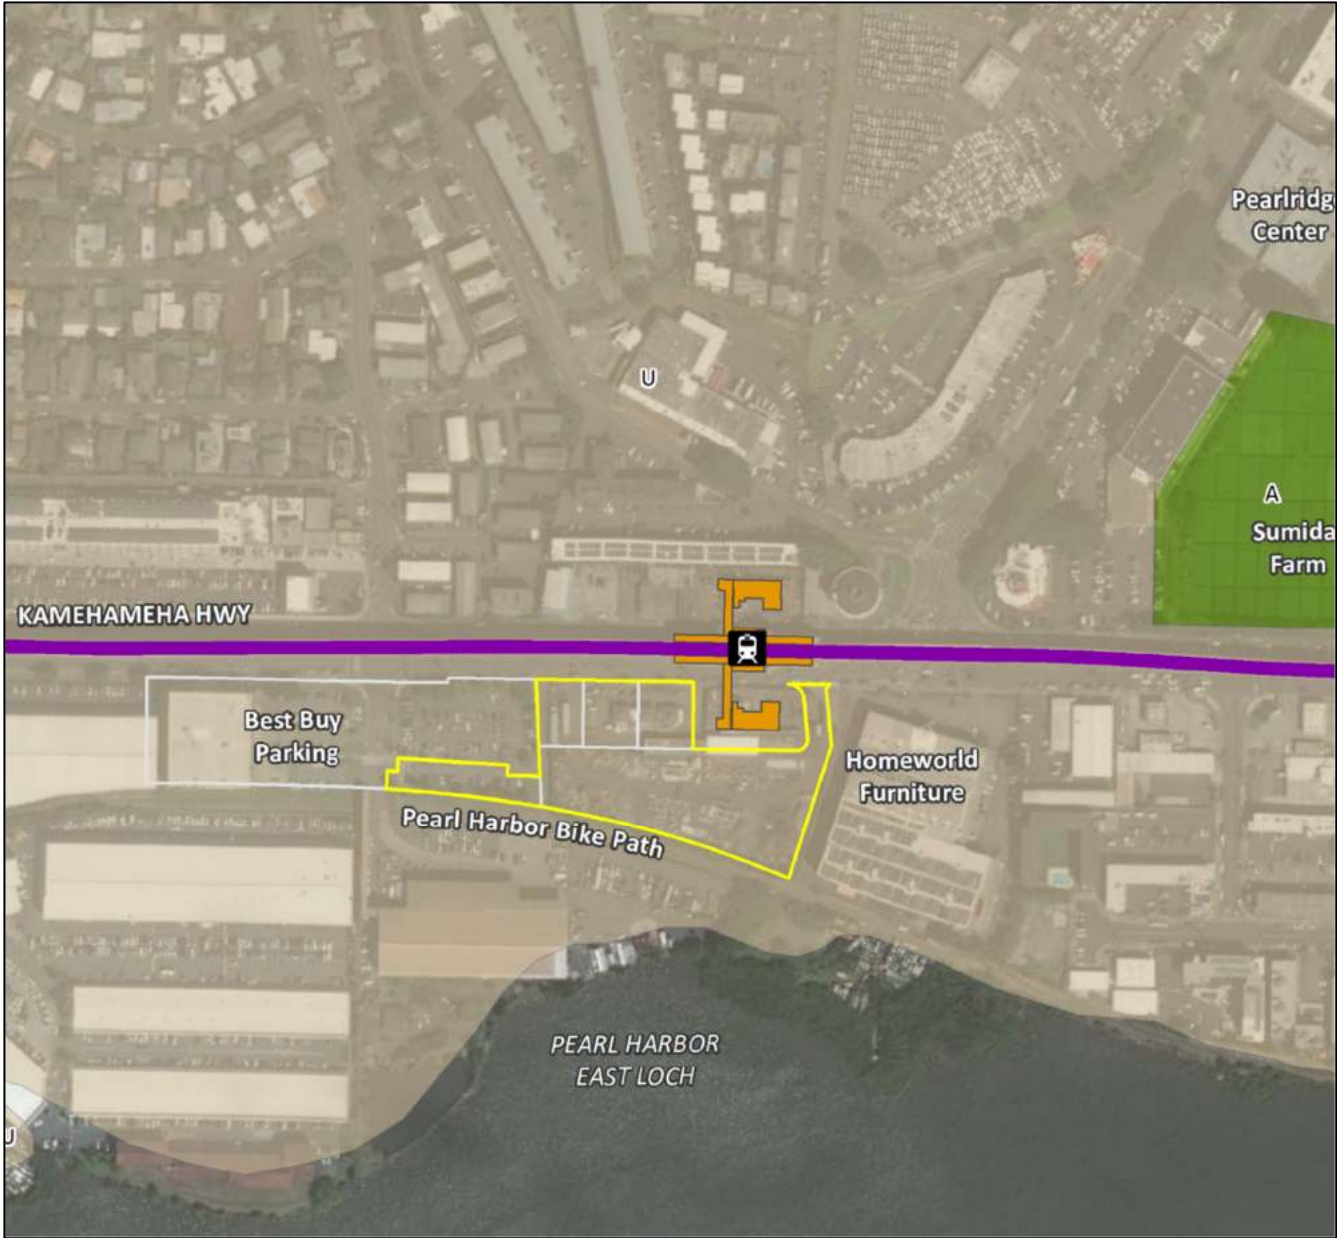 Pearlridg
Center
U
A
Sumida
Farm
KAMEHAMEHA HWY
Best Buy
Parking
Homeworld
Furniture
Pearl Harbor Bike Path
PEARL HARBOR
EAST LOCH
U